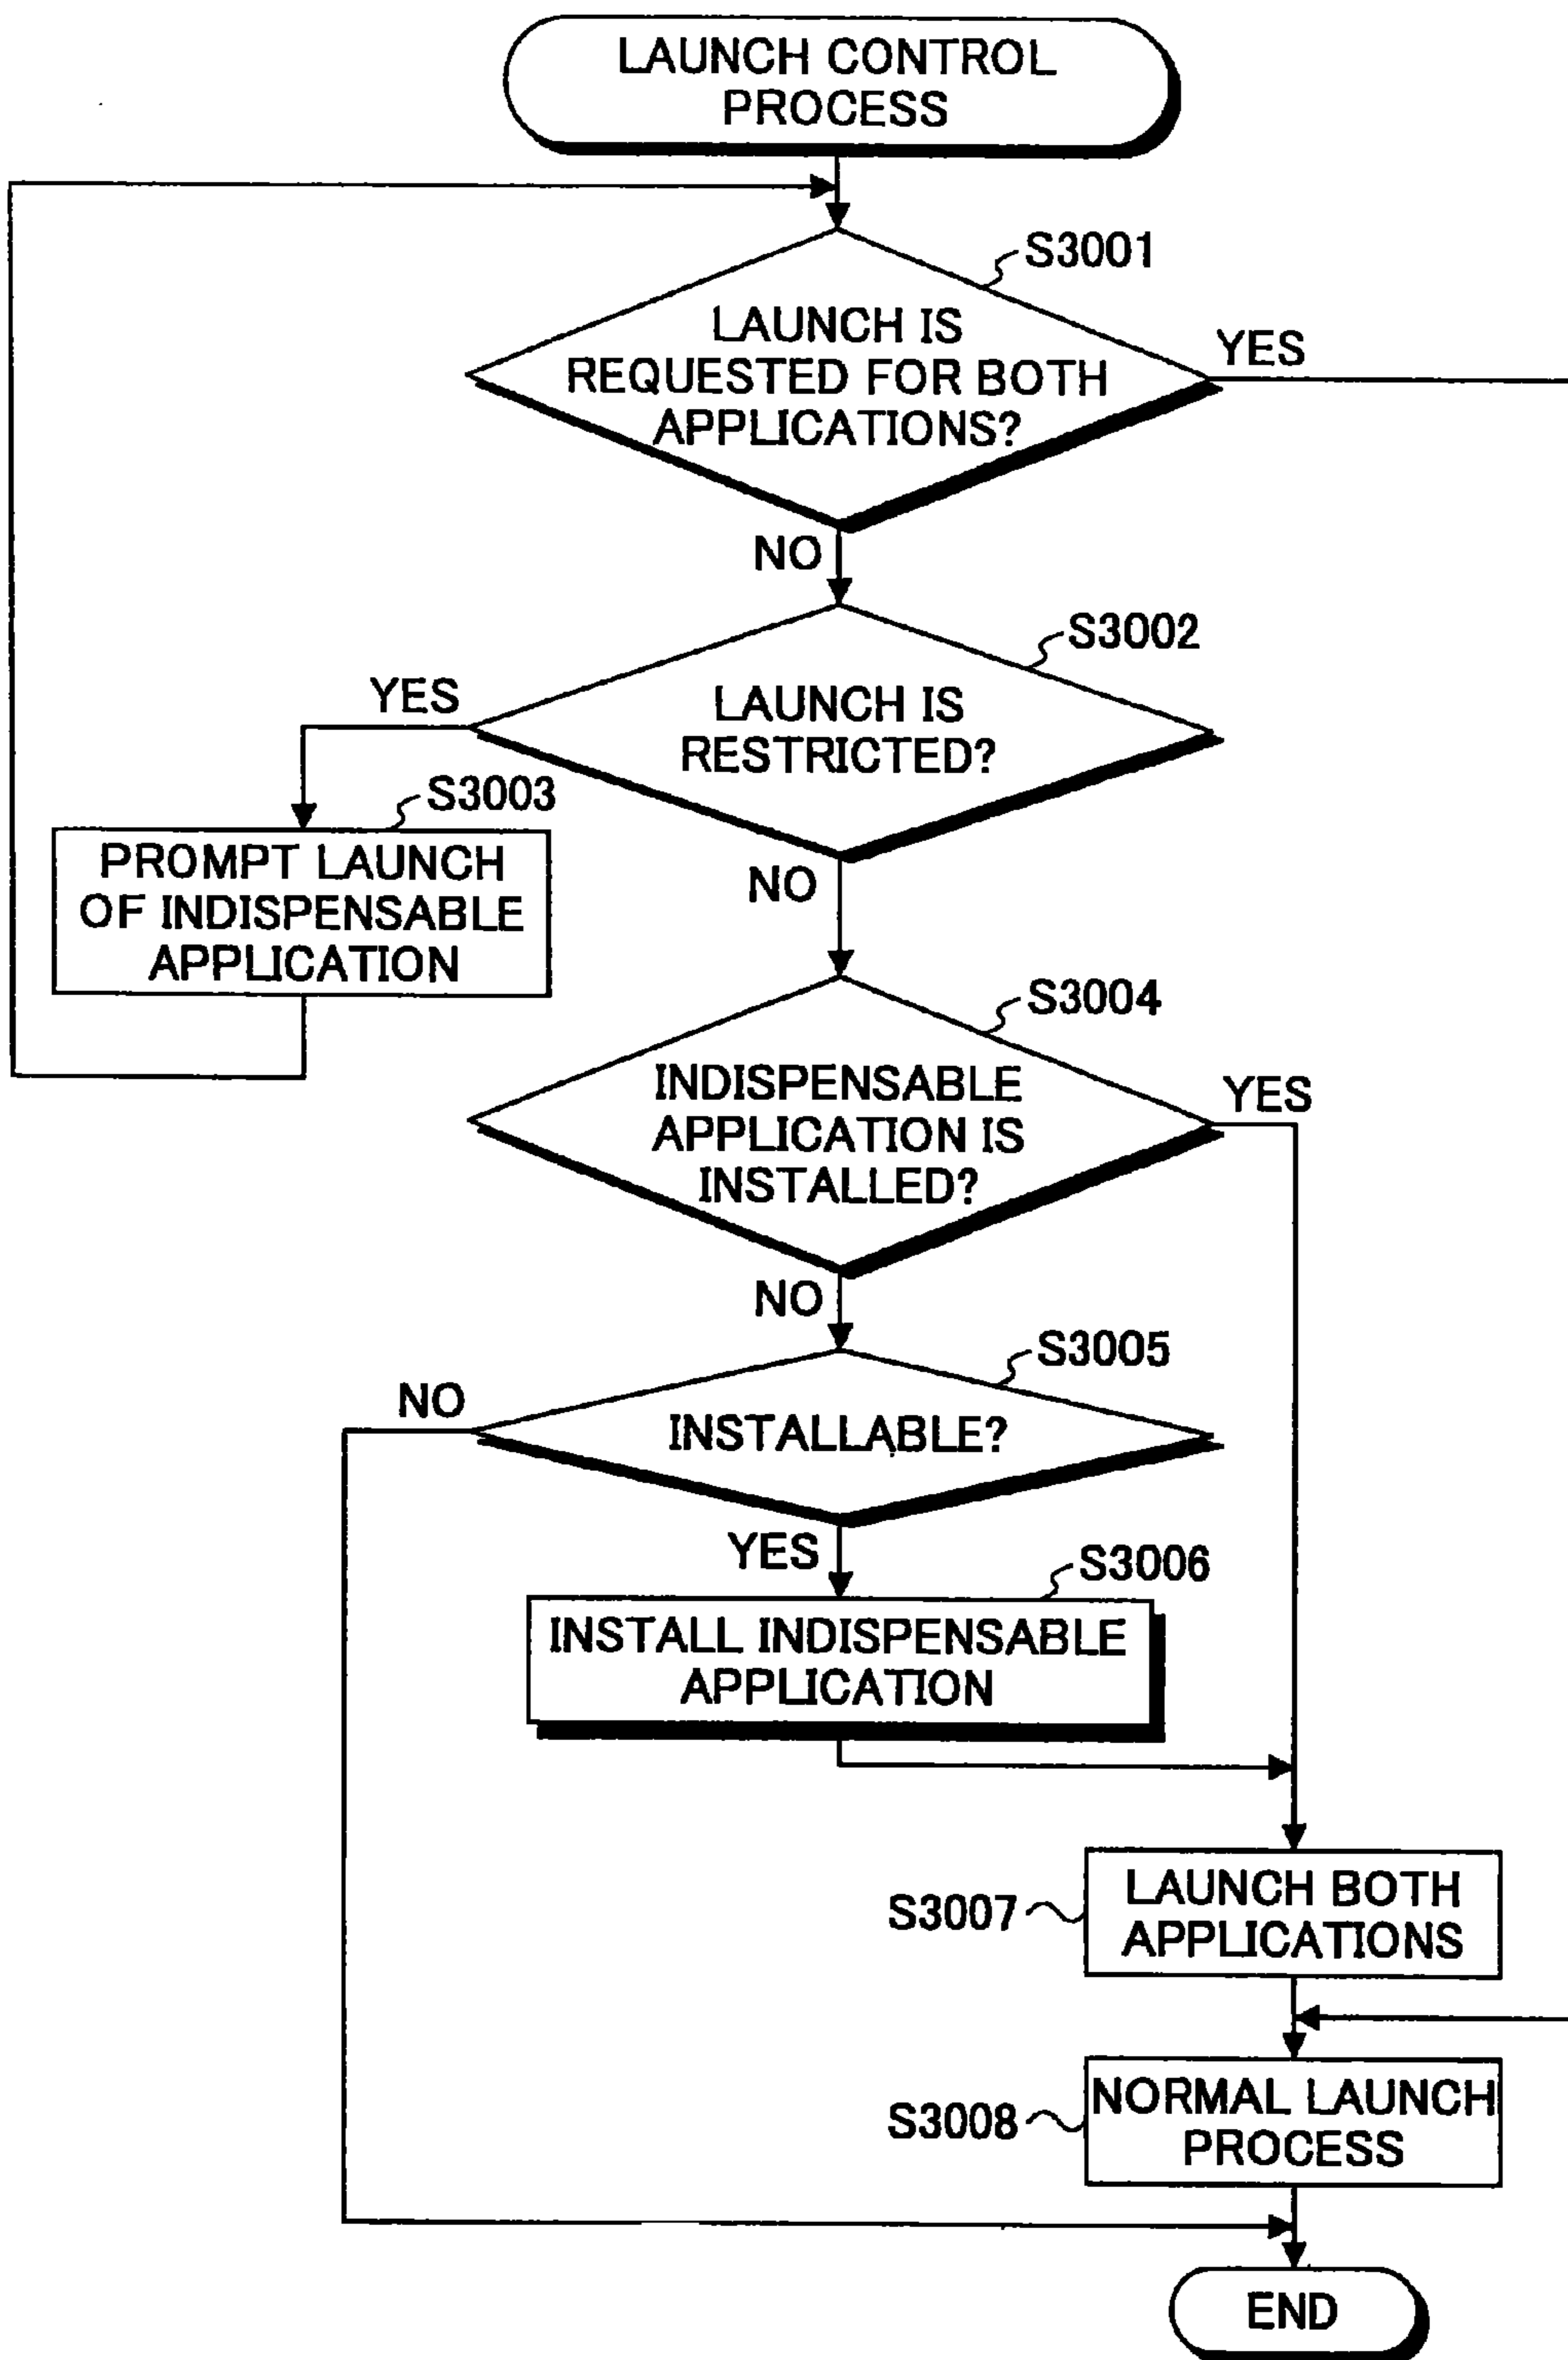 LAUNCH CONTROL
PROCESS
S3001
LAUNCH IS
REQUESTED FOR BOTH
APPLICATIONS?
YES
NO
S3002
YES
LAUNCH IS
RESTRICTED?
S3003
PROMPT LAUNCH
OF INDISPENSABLE
APPLICATION
NO
S3004
INDISPENSABLE
APPLICATION IS
INSTALLED?
YES
NO
S3005
NO
INSTALLABLE?
YES
S3006
INSTALL INDISPENSABLE
APPLICATION
S3007
LAUNCH BOTH
APPLICATIONS
S3008
NORMAL LAUNCH
PROCESS
END